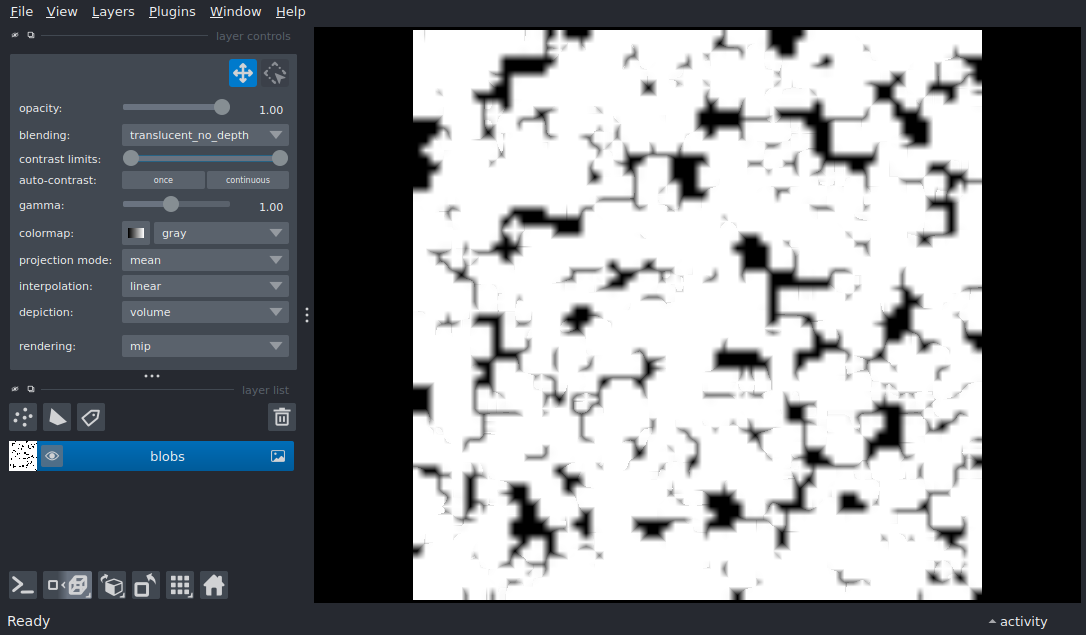 File View Layers Plugins Window Help
layer controls
opacity: 1.00
blending: translucent_no_depth
contrast limits:
auto-contrast: once continuous
gamma: 1.00
colormap: gray
projection mode: mean
interpolation: linear
depiction: volume
rendering: mip
layer list
blobs
Ready activity